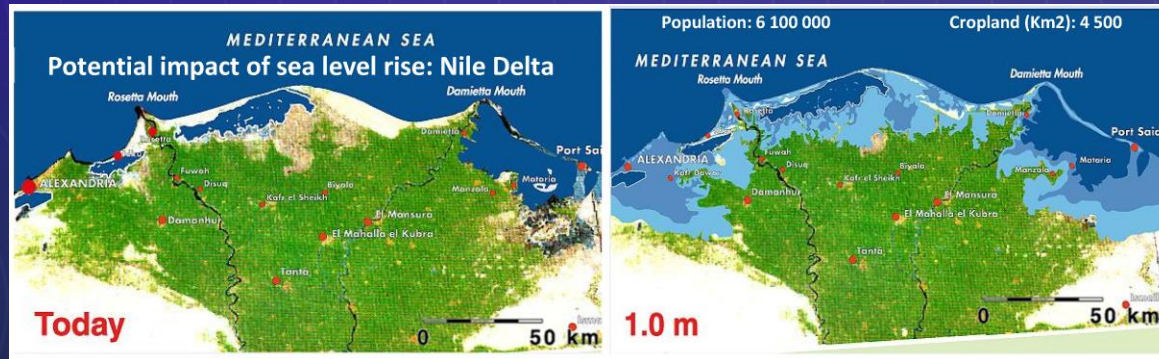 MEDITERRANEAN SEA
Potential impact of sea level rise: Nile Delta
Rosetta Mouth
Damietta Mouth
Rosetta
Damietta
Port Said
ALEXANDRIA
Fuwah
Disuq
Biyala
Mataria
Manzala
Kafr el Sheikh
Damanhur
El Mansura
El Mahalla el Kubra
Tanta
Today
0
50 km
Population: 6 100 000
Cropland (Km2): 4 500
MEDITERRANEAN SEA
Rosetta Mouth
Damietta Mouth
Rosetta
Damietta
Port Said
ALEXANDRIA
Fuwah
Disuq
Biyala
Mataria
Manzala
Kafr el Sheikh
Damanhur
El Mansura
El Mahalla el Kubra
Tanta
1.0 m
0
50 km